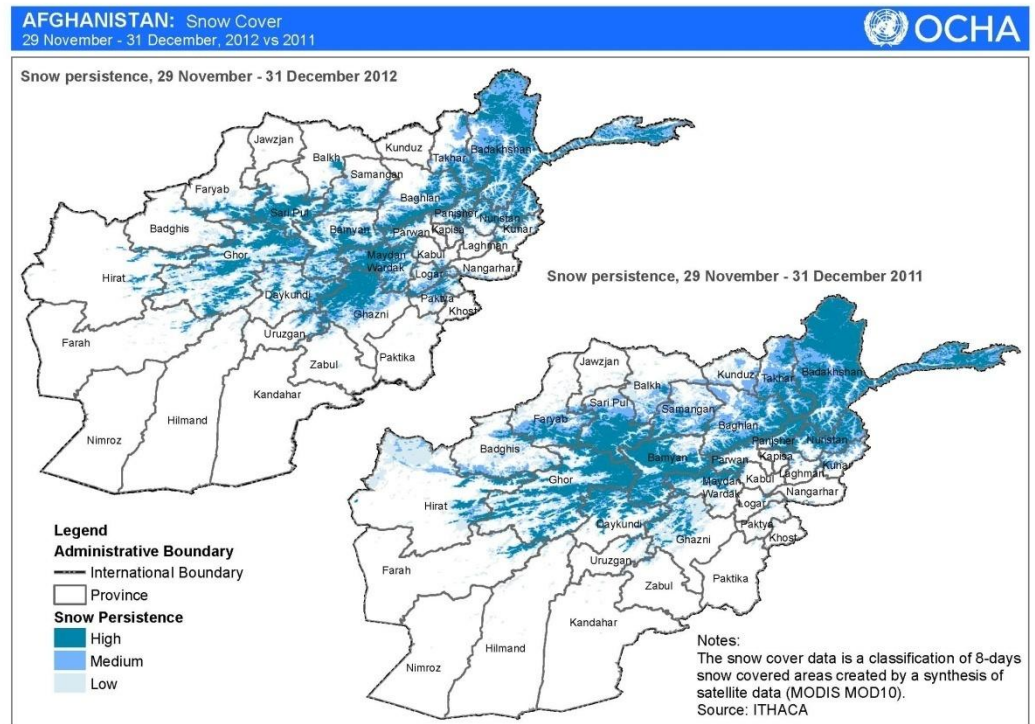 AFGHANISTAN: Snow Cover
29 November - 31 December, 2012 vs 2011
OCHA
Snow persistence, 29 November - 31 December 2012
Jawzjan
Kunduz
Balkh
Takhar
Badakhshan
Samangan
Faryab
Baghlan
Sari Pul
Panjsher
Nuristan
Badghis
Bamyan
Parwan
Kapisa
Kunar
Laghman
Ghor
Maydan
Wardak
Kabul
Hirat
Logar
Nangarhar
Daykundi
Paktya
Khost
Ghazni
Uruzgan
Farah
Zabul
Paktika
Kandahar
Hilmand
Nimroz
Snow persistence, 29 November - 31 December 2011
Jawzjan
Kunduz
Takhar
Badakhshan
Balkh
Sari Pul
Samangan
Faryab
Baghlan
Panjsher
Nuristan
Badghis
Bamyan
Parwan
Kapisa
Kunar
Laghman
Ghor
Maydan
Wardak
Kabul
Nangarhar
Hirat
Logar
Daykundi
Paktya
Ghazni
Khost
Uruzgan
Farah
Zabul
Paktika
Kandahar
Hilmand
Nimroz
Legend
Administrative Boundary
International Boundary
Province
Snow Persistence
High
Medium
Low
Notes:
The snow cover data is a classification of 8-days
snow covered areas created by a synthesis of
satellite data (MODIS MOD10).
Source: ITHACA